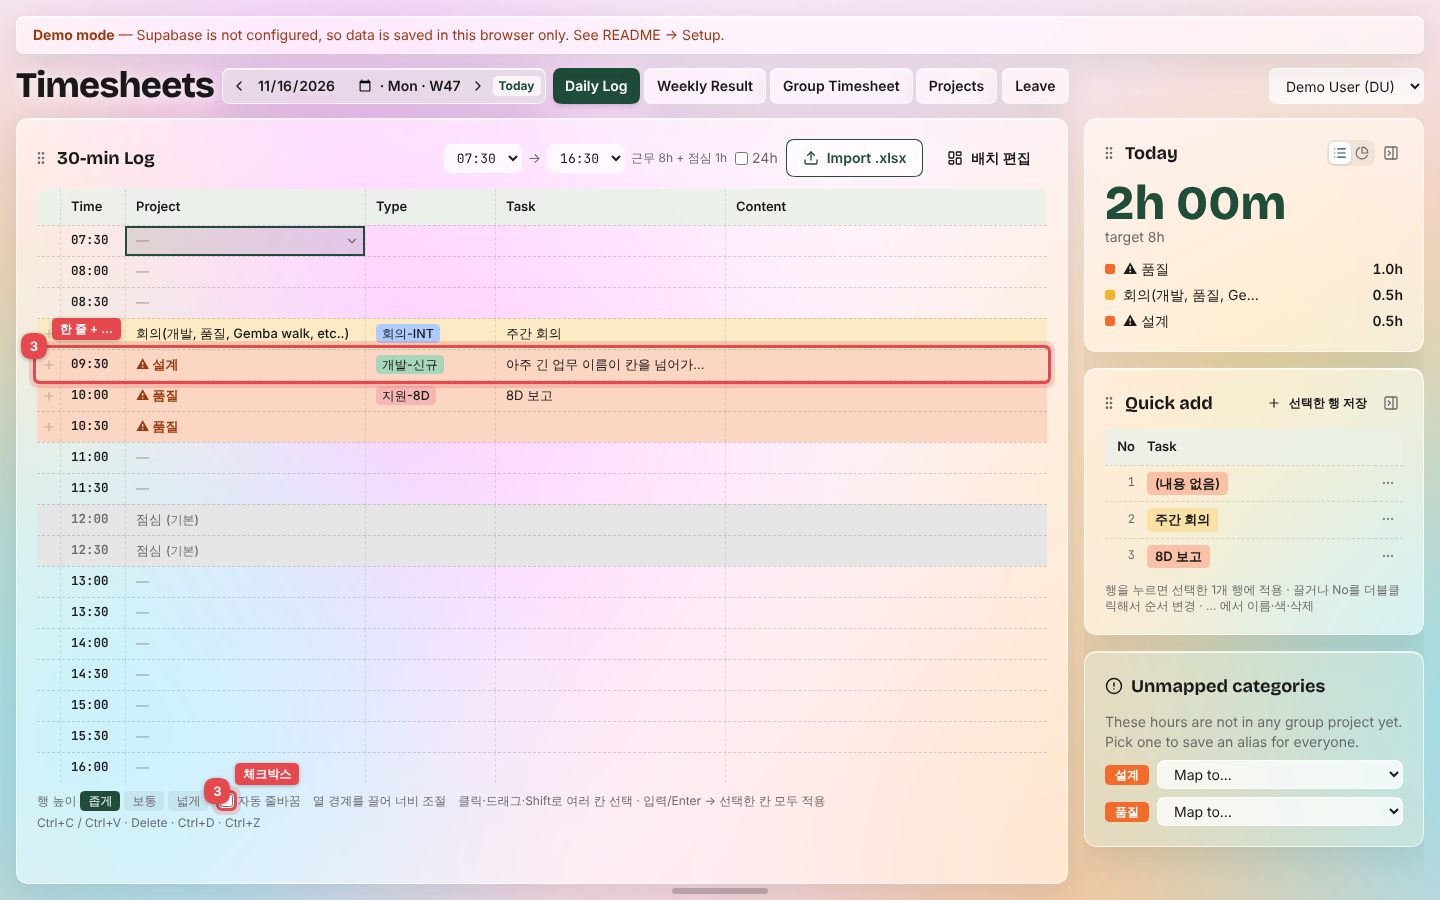 Demo mode — Supabase is not configured, so data is saved in this browser only. See README → Setup.
Timesheets
11/16/2026 · Mon · W47 Today
Daily Log Weekly Result Group Timesheet Projects Leave
Demo User (DU)
30-min Log
07:30 → 16:30 근무 8h + 점심 1h 24h Import .xlsx 배치 편집
Time Project Type Task Content
07:30 —
08:00 —
08:30 —
한 줄 + ...
회의(개발, 품질, Gemba walk, etc..) 회의-INT 주간 회의
3
09:30 설계 개발-신규 아주 긴 업무 이름이 칸을 넘어가...
10:00 품질 지원-8D 8D 보고
10:30 품질
11:00 —
11:30 —
12:00 점심 (기본)
12:30 점심 (기본)
13:00 —
13:30 —
14:00 —
14:30 —
15:00 —
15:30 —
16:00 —
체크박스
3
행 높이 좁게 보통 넓게 자동 줄바꿈 열 경계를 끌어 너비 조절 클릭·드래그·Shift로 여러 칸 선택 · 입력/Enter → 선택한 칸 모두 적용
Ctrl+C / Ctrl+V · Delete · Ctrl+D · Ctrl+Z
Today
2h 00m
target 8h
품질 1.0h
회의(개발, 품질, Ge... 0.5h
설계 0.5h
Quick add + 선택한 행 저장
No Task
1 (내용 없음) ...
2 주간 회의 ...
3 8D 보고 ...
행을 누르면 선택한 1개 행에 적용 · 끌거나 No를 더블클
릭해서 순서 변경 · ... 에서 이름·색·삭제
Unmapped categories
These hours are not in any group project yet.
Pick one to save an alias for everyone.
설계 Map to...
품질 Map to...